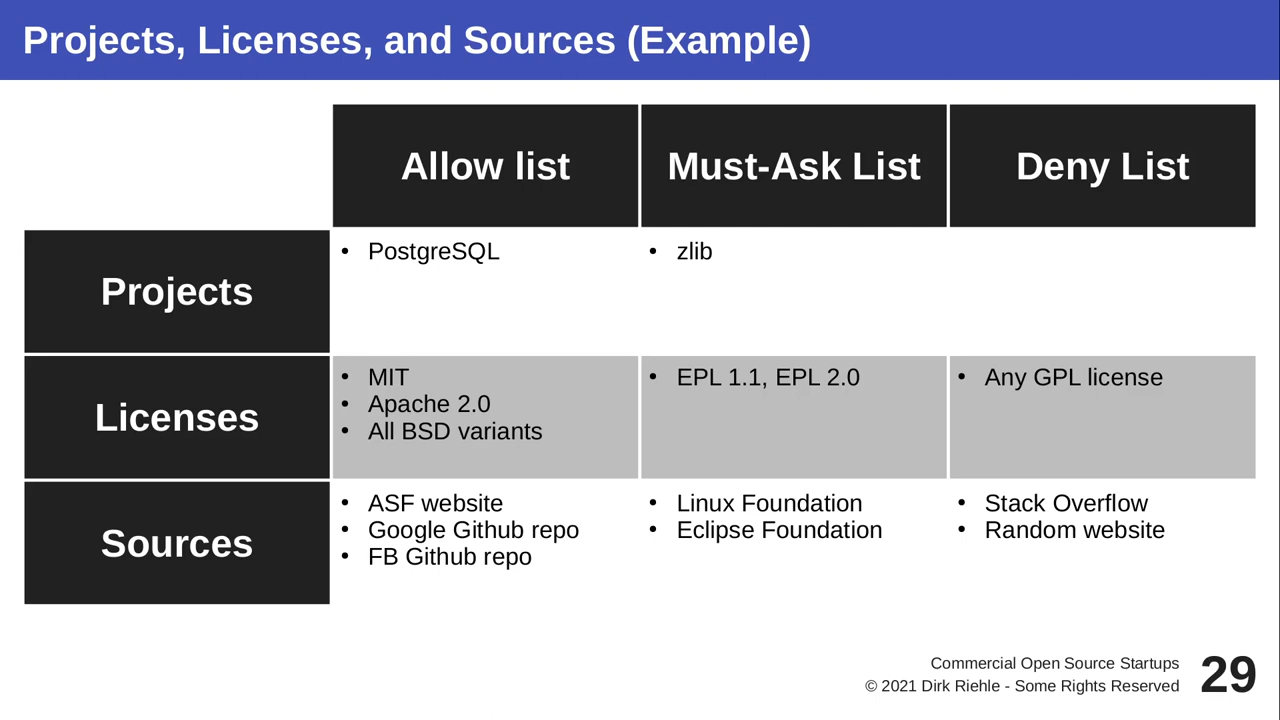 Projects, Licenses, and Sources (Example)
Allow list
Must-Ask List
Deny List
Projects
• PostgreSQL
• zlib
Licenses
• MIT
• Apache 2.0
• All BSD variants
• EPL 1.1, EPL 2.0
• Any GPL license
Sources
• ASF website
• Google Github repo
• FB Github repo
• Linux Foundation
• Eclipse Foundation
• Stack Overflow
• Random website
Commercial Open Source Startups
© 2021 Dirk Riehle - Some Rights Reserved
29